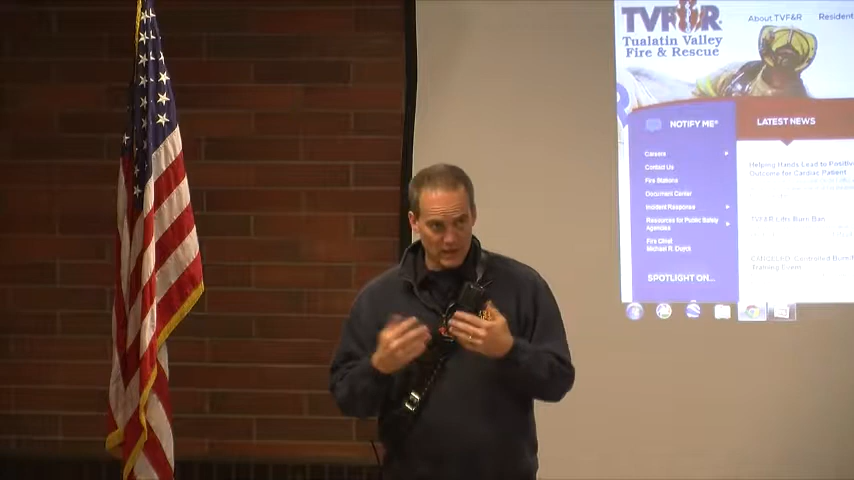 TVF&R
Tualatin Valley
Fire & Rescue
About TVF&R
Resident
NOTIFY ME
LATEST NEWS
Careers
Contact Us
Fire Stations
Document Center
Incident Response
Resources for Public Safety
Agencies
Fire Chief
Michael R. Duyck
SPOTLIGHT ON...
Helping Hands Lead to Positive
Outcome for Cardiac Patient
TVF&R Lifts Burn Ban
CANCELED: Controlled Burning
Training Event